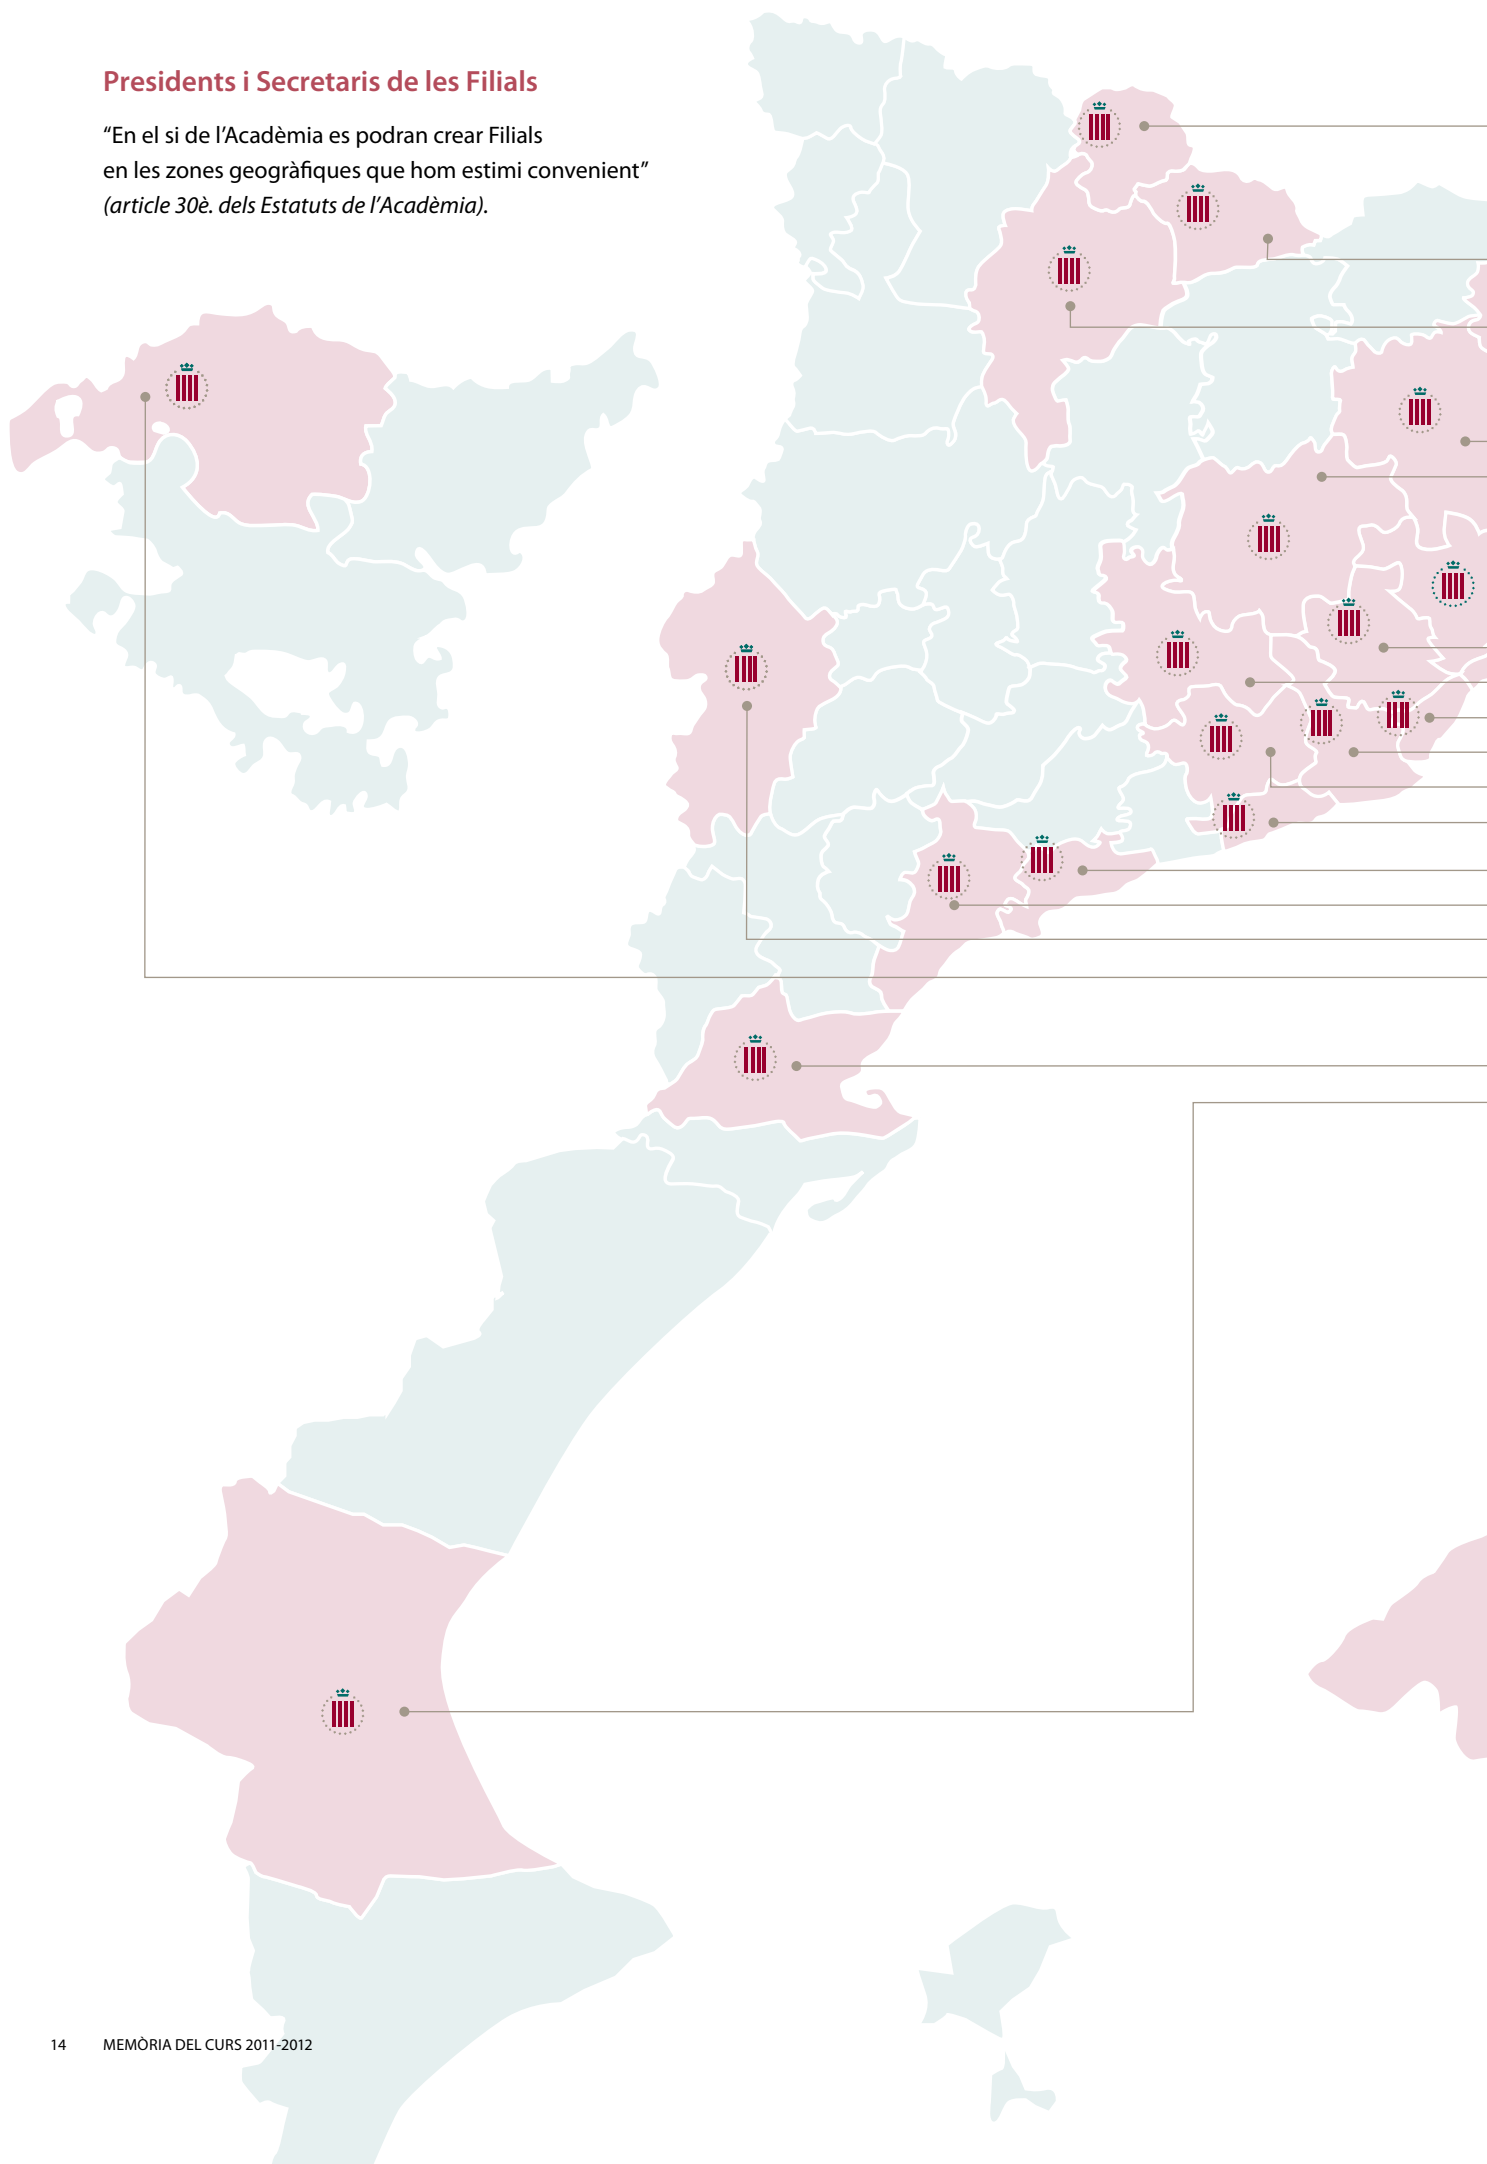 Presidents i Secretaris de les Filials
“En el si de l’Acadèmia es podran crear Filials
en les zones geogràfiques que hom estimi convenient”
(article 30è. dels Estatuts de l’Acadèmia).
14 MEMÒRIA DEL CURS 2011-2012